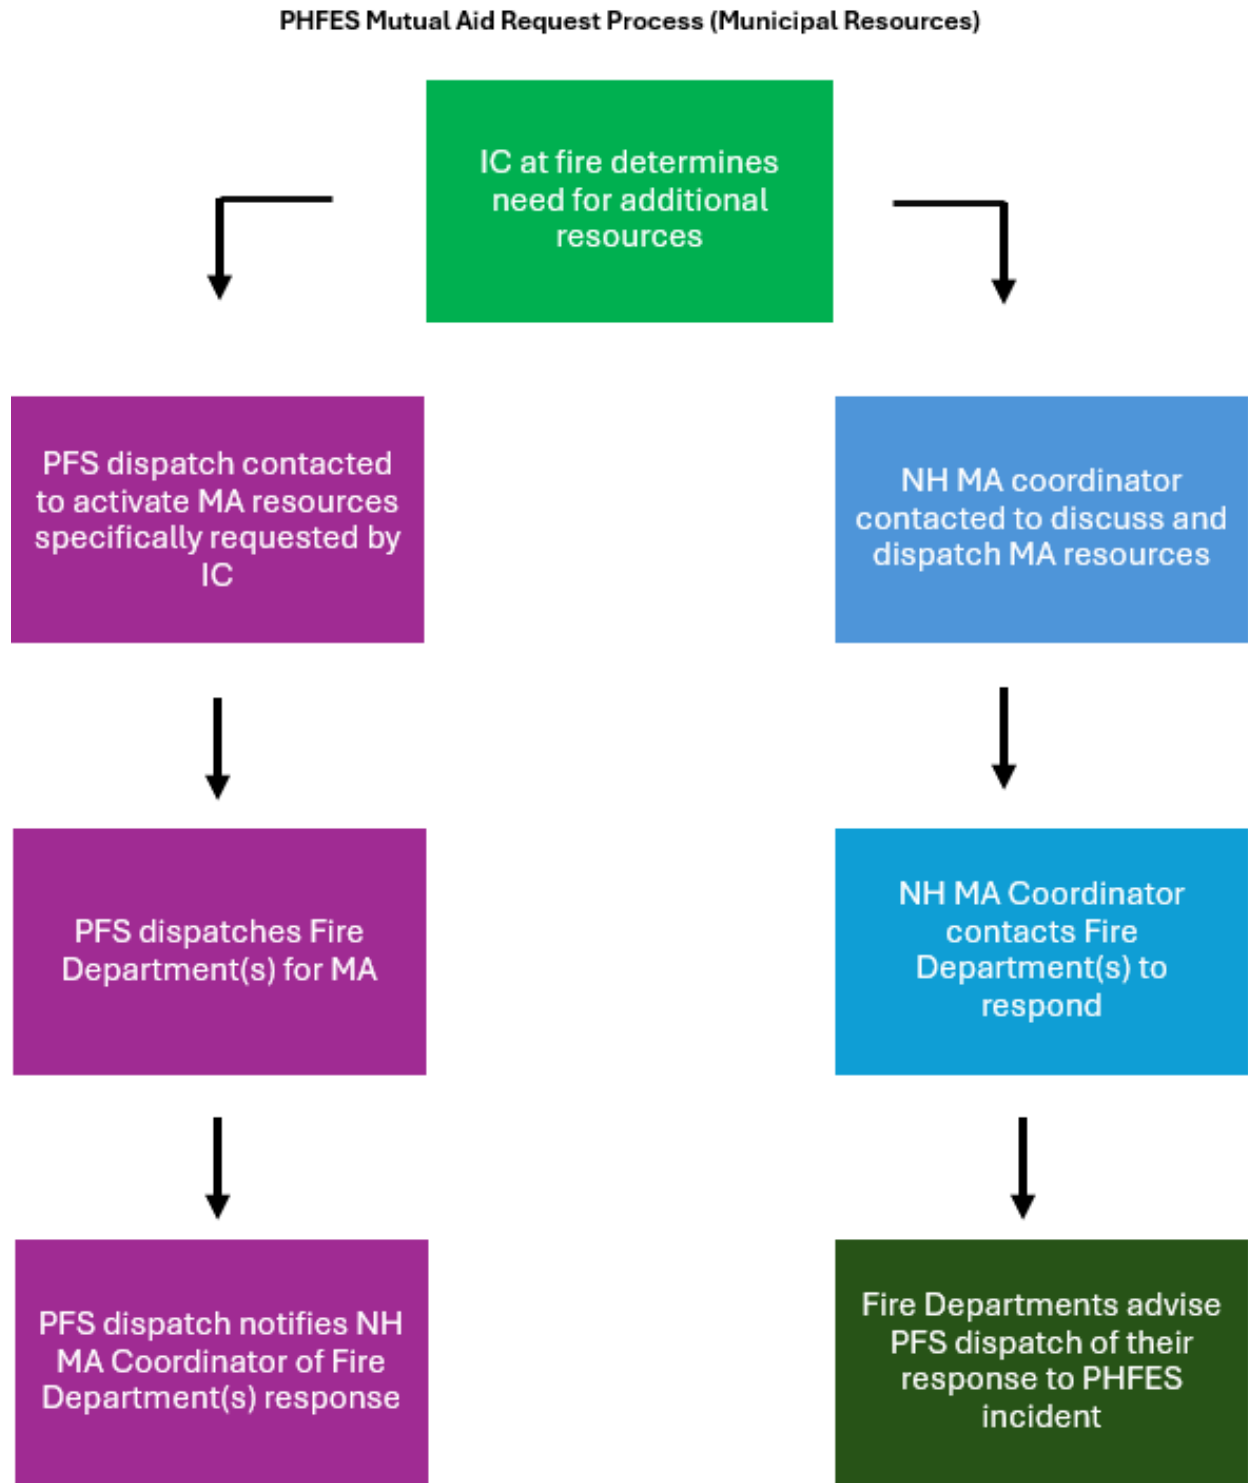 PHFES Mutual Aid Request Process (Municipal Resources)
IC at fire determines
need for additional
resources
PFS dispatch contacted
to activate MA resources
specifically requested by
IC
NH MA coordinator
contacted to discuss and
dispatch MA resources
PFS dispatches Fire
Department(s) for MA
NH MA Coordinator
contacts Fire
Department(s) to
respond
PFS dispatch notifies NH
MA Coordinator of Fire
Department(s) response
Fire Departments advise
PFS dispatch of their
response to PHFES
incident